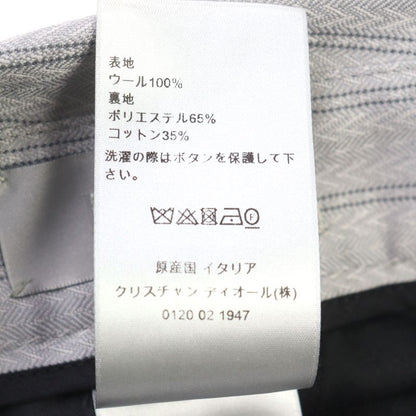 表地
ウール100%
裏地
ポリエステル65%
コットン35%
洗濯の際はボタンを保護して下
さい。
原産国 イタリア
クリスチャン ディオール(株)
0120 02 1947